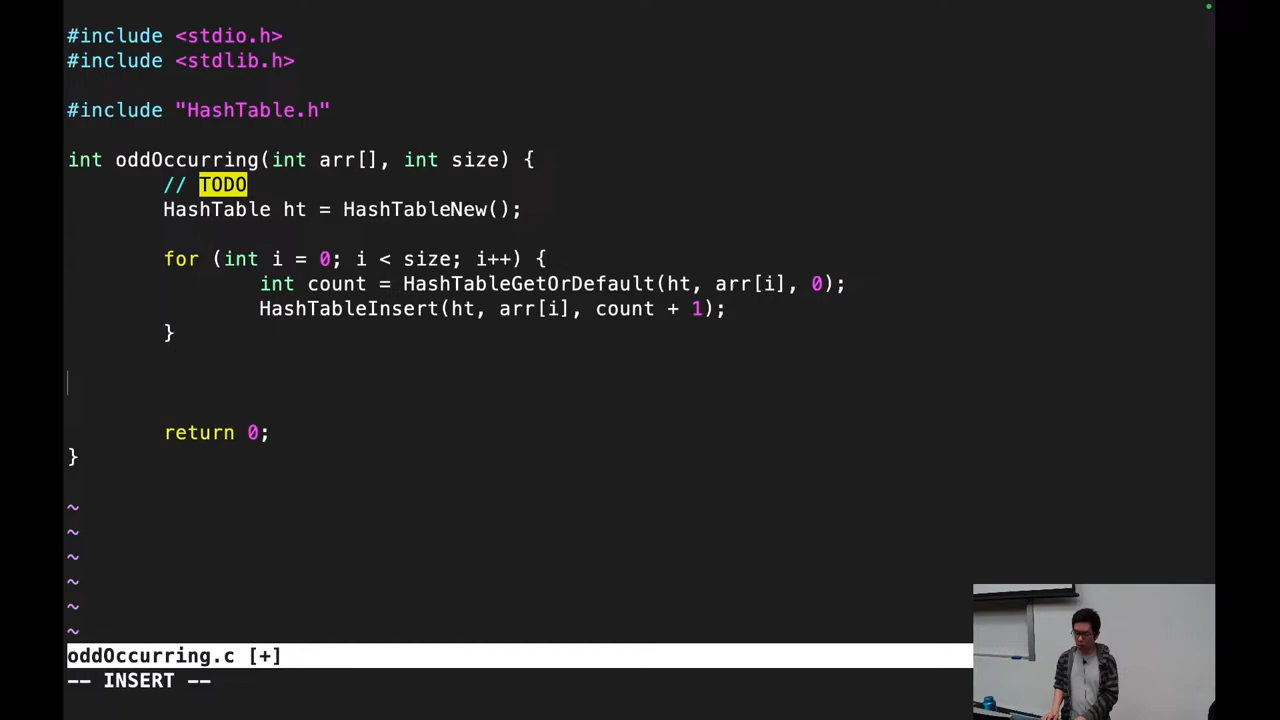 #include <stdio.h>
#include <stdlib.h>
#include "HashTable.h"
int oddOccurring(int arr[], int size) {
// TODO
HashTable ht = HashTableNew();
for (int i = 0; i < size; i++) {
int count = HashTableGetOrDefault(ht, arr[i], 0);
HashTableInsert(ht, arr[i], count + 1);
}
return 0;
}
~
~
~
~
~
~
oddOccurring.c [+]
-- INSERT --